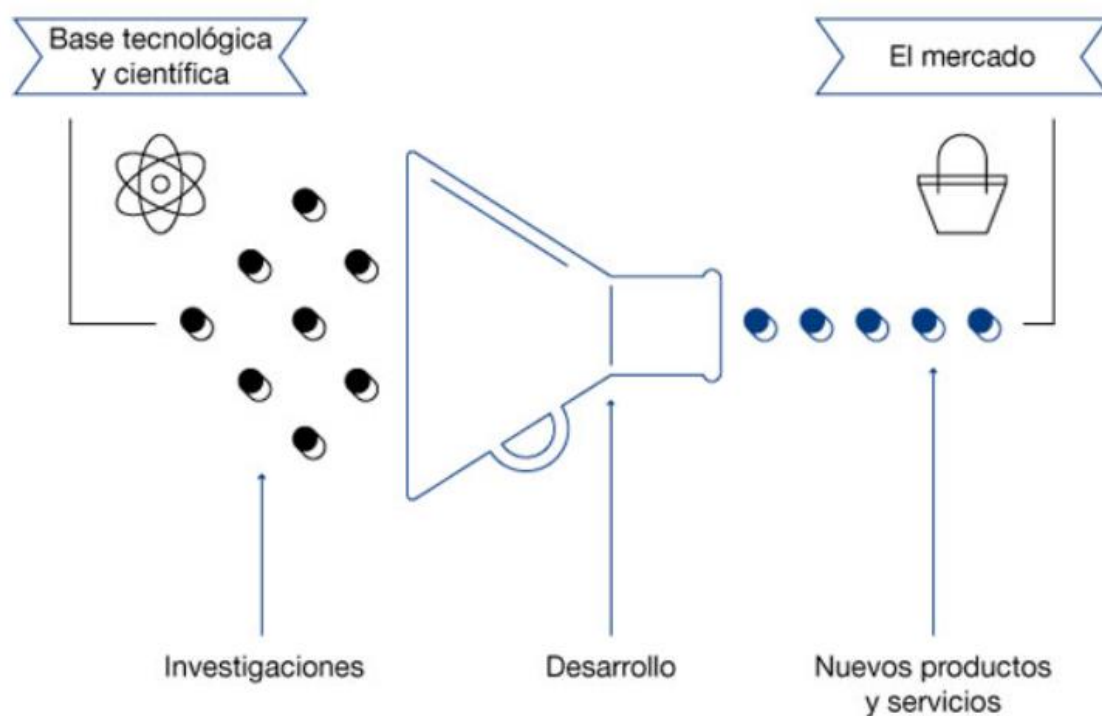 Base tecnológica
y científica
El mercado
Investigaciones
Desarrollo
Nuevos productos
y servicios